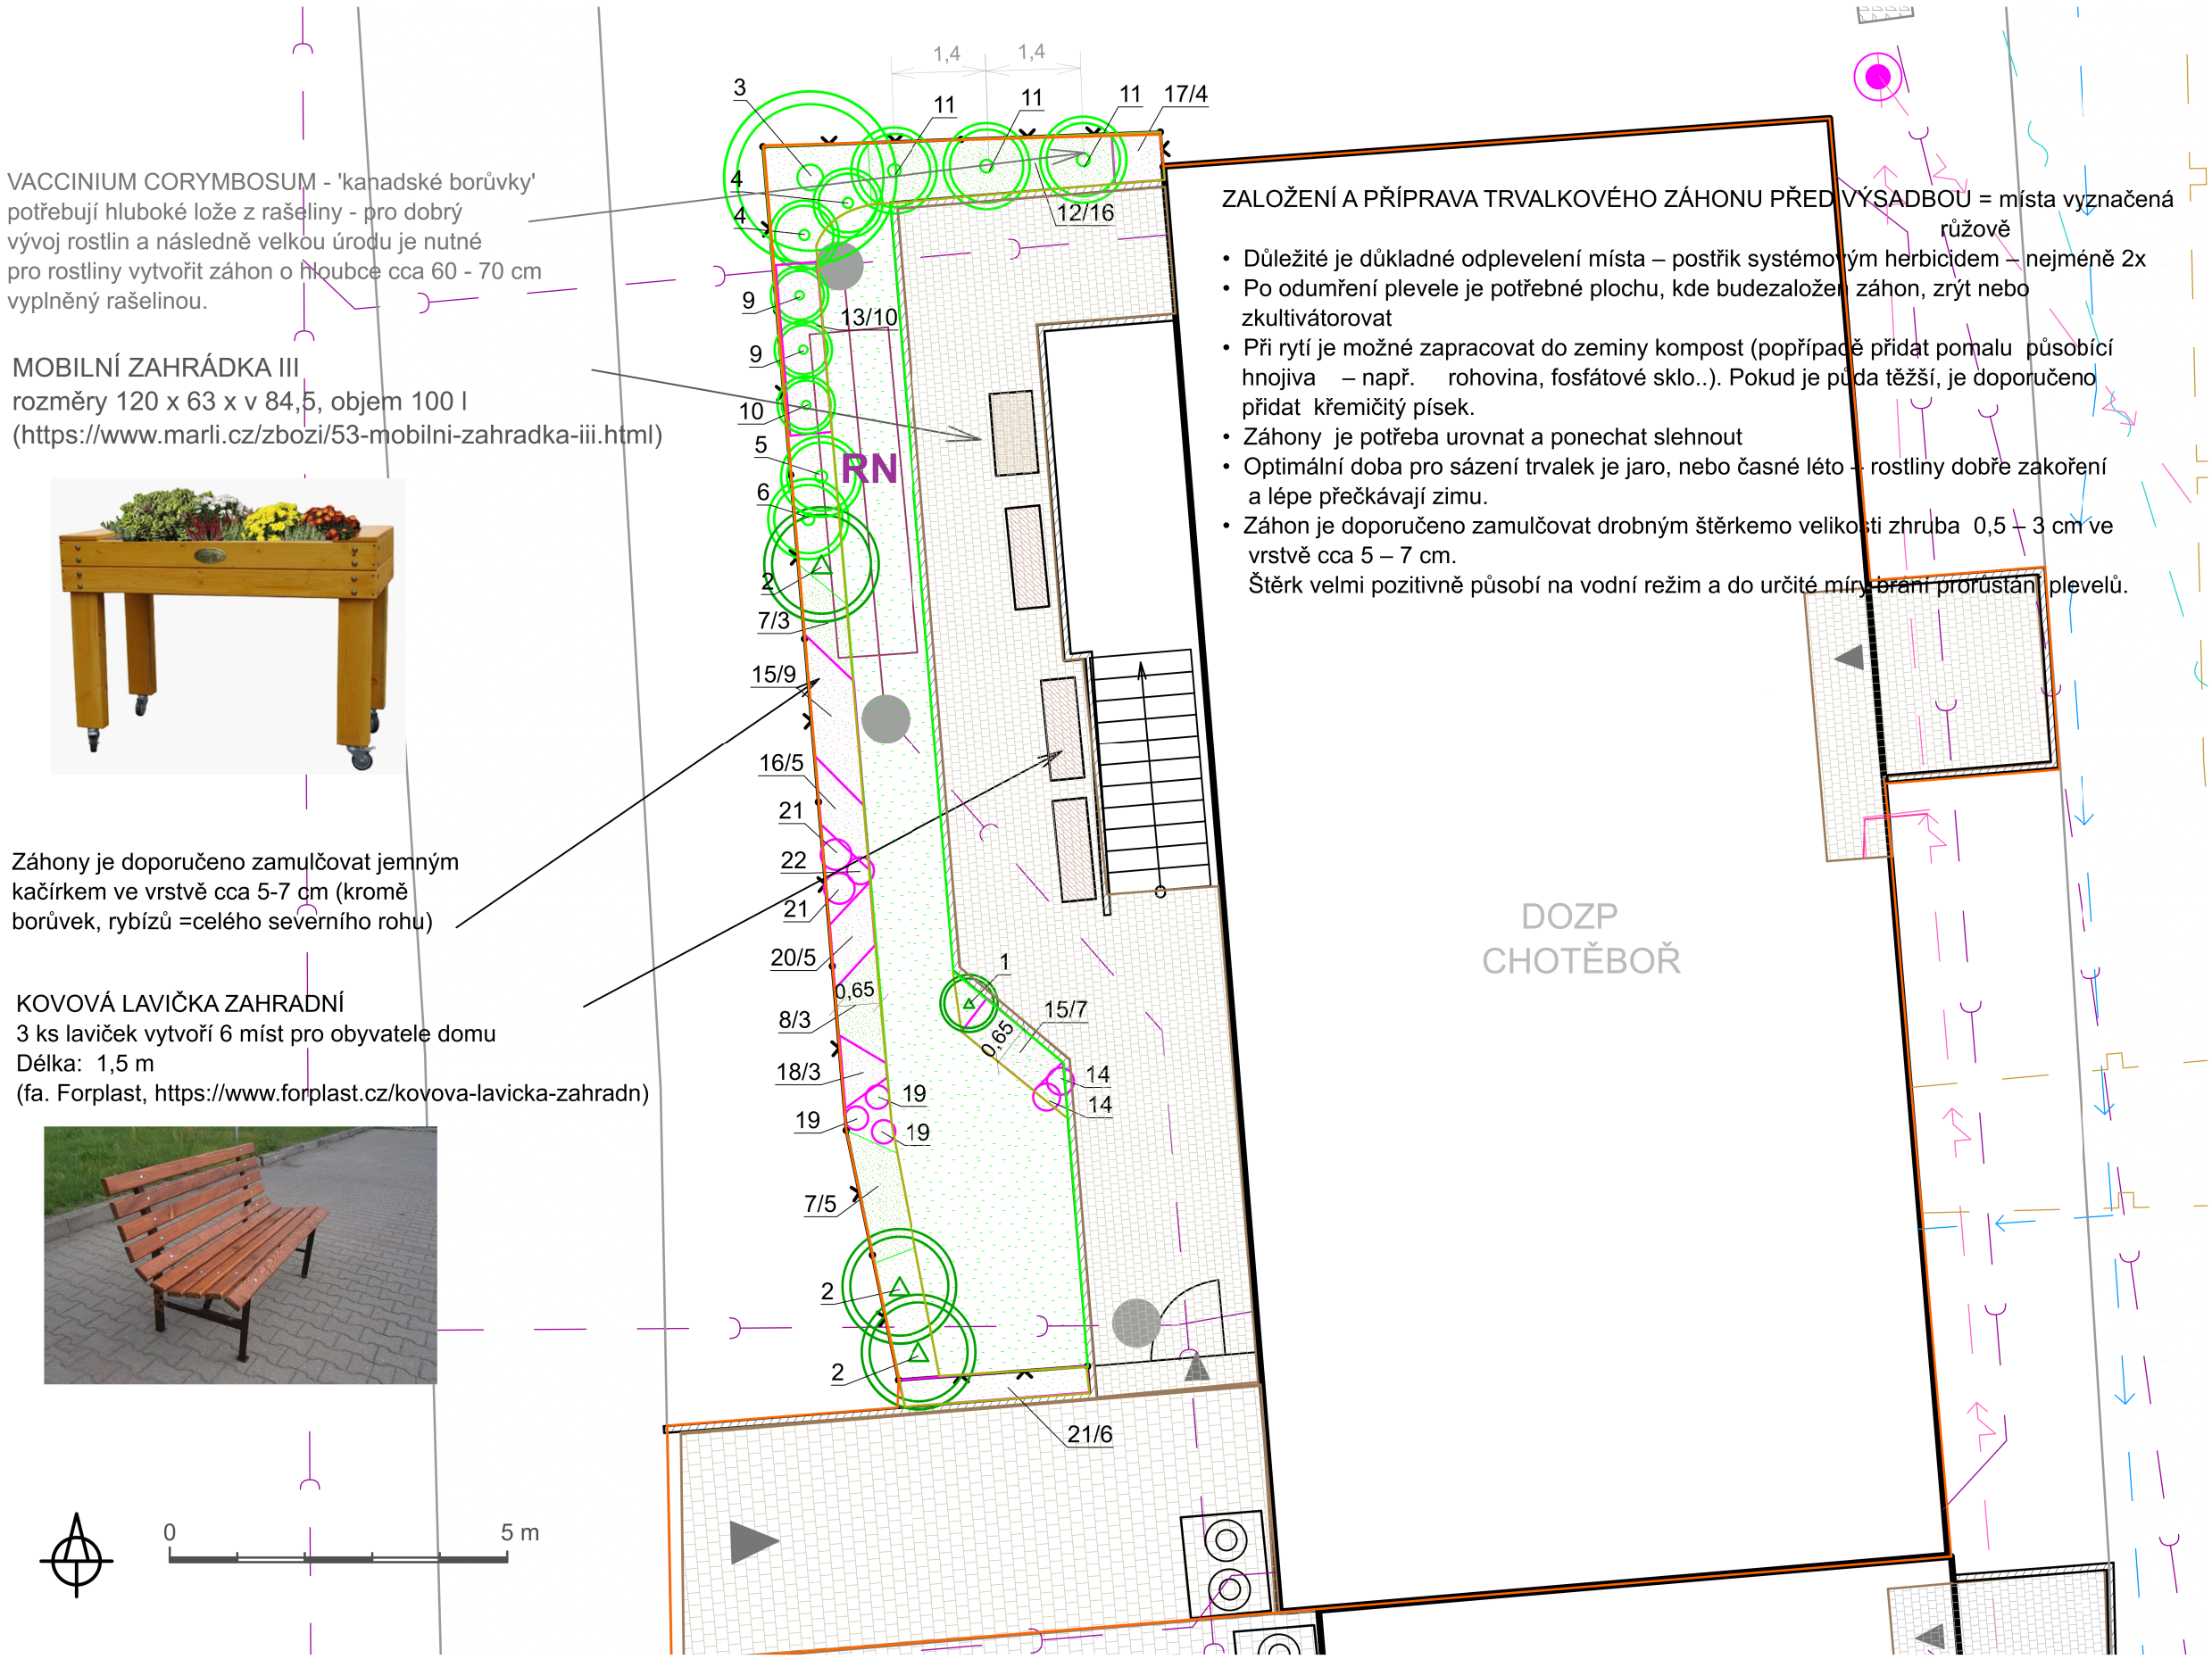 1,4
1,4
3
11
11
11
17/4
4
4
12/16
VACCINIUM CORYMBOSUM - 'kanadské borůvky'
potřebují hluboké lože z rašeliny - pro dobrý
vývoj rostlin a následně velkou úrodu je nutné
pro rostliny vytvořit záhon o hloubce cca 60 - 70 cm
vyplněný rašelinou.
MOBILNÍ ZAHRÁDKA III
rozměry 120 x 63 x v 84,5, objem 100 l
(https://www.marli.cz/zbozi/53-mobilni-zahradka-iii.html)
ZALOŽENÍ A PŘÍPRAVA TRVALKOVÉHO ZÁHONU PŘED VÝSADBOU = místa vyznačená
růžově
• Důležité je důkladné odplevelení místa – postřik systémovým herbicidem – nejméně 2x
• Po odumření plevele je potřebné plochu, kde budezaložen záhon, zrýt nebo
zkultivátorovat
• Při rytí je možné zapracovat do zeminy kompost (popřípadě přidat pomalu působící
hnojiva – např. rohovina, fosfátové sklo..). Pokud je půda těžší, je doporučeno
přidat křemičitý písek.
• Záhony je potřeba urovnat a ponechat slehnout
• Optimální doba pro sázení trvalek je jaro, nebo časné léto – rostliny dobře zakoření
a lépe přečkávají zimu.
• Záhon je doporučeno zamulčovat drobným štěrkemo velikosti zhruba 0,5 – 3 cm ve
vrstvě cca 5 – 7 cm.
Štěrk velmi pozitivně působí na vodní režim a do určité míry brání prorůstání plevelů.
9
13/10
9
10
5
RN
6
2
7/3
15/9
16/5
21
22
21
20/5
0,65
8/3
18/3
19
19
19
7/5
2
2
1
15/7
0,65
14
14
21/6
Záhony je doporučeno zamulčovat jemným
kačírkem ve vrstvě cca 5-7 cm (kromě
borůvek, rybízů =celého severního rohu)
KOVOVÁ LAVIČKA ZAHRADNÍ
3 ks laviček vytvoří 6 míst pro obyvatele domu
Délka: 1,5 m
(fa. Forplast, https://www.forplast.cz/kovova-lavicka-zahradn)
DOZP
CHOTĚBOŘ
0
5 m